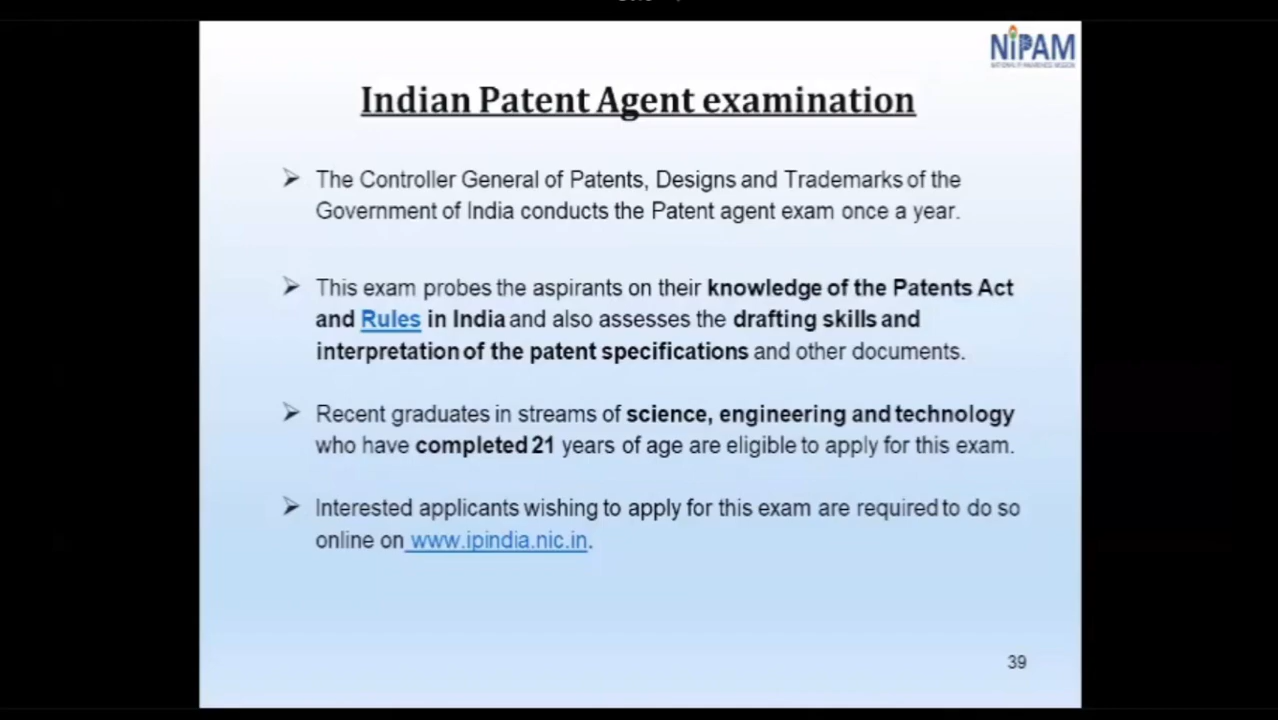 NIPAM
Indian Patent Agent examination
➢ The Controller General of Patents, Designs and Trademarks of the
Government of India conducts the Patent agent exam once a year.
➢ This exam probes the aspirants on their knowledge of the Patents Act
and Rules in India and also assesses the drafting skills and
interpretation of the patent specifications and other documents.
➢ Recent graduates in streams of science, engineering and technology
who have completed 21 years of age are eligible to apply for this exam.
➢ Interested applicants wishing to apply for this exam are required to do so
online on www.ipindia.nic.in.
39